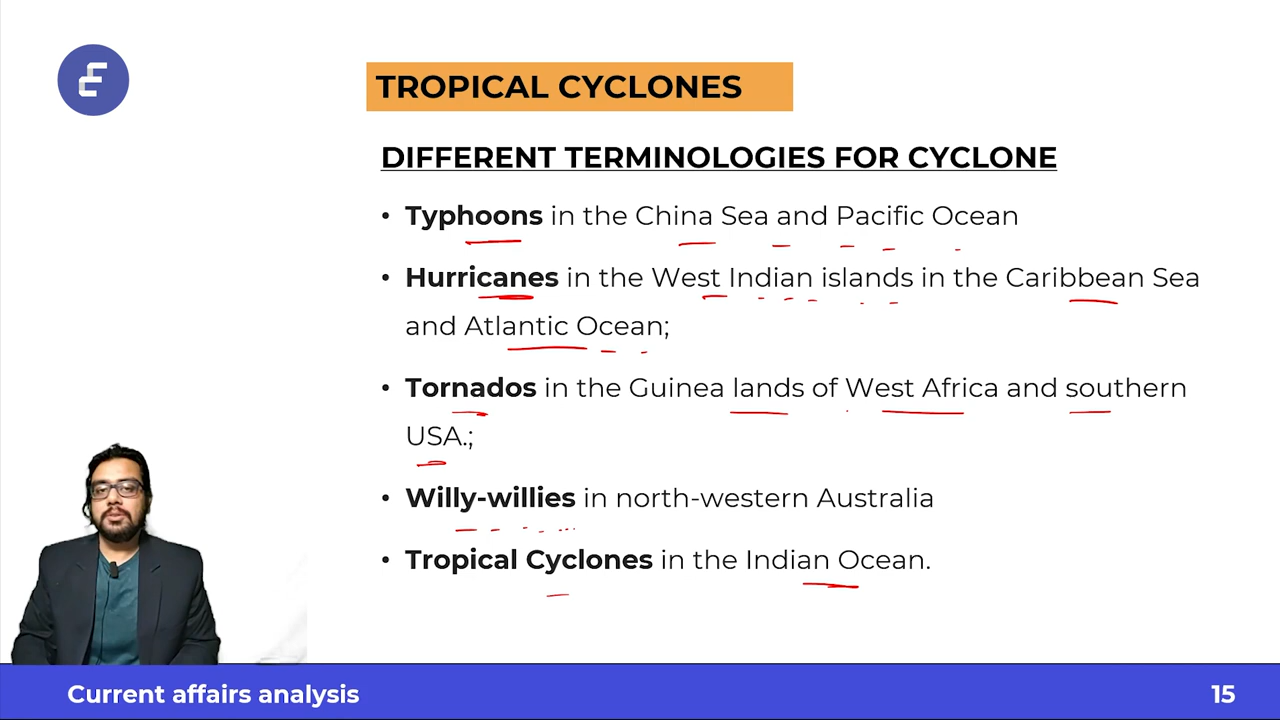 TROPICAL CYCLONES
DIFFERENT TERMINOLOGIES FOR CYCLONE
• Typhoons in the China Sea and Pacific Ocean
• Hurricanes in the West Indian islands in the Caribbean Sea
and Atlantic Ocean;
• Tornados in the Guinea lands of West Africa and southern
USA.;
• Willy-willies in north-western Australia
• Tropical Cyclones in the Indian Ocean.
Current affairs analysis
15